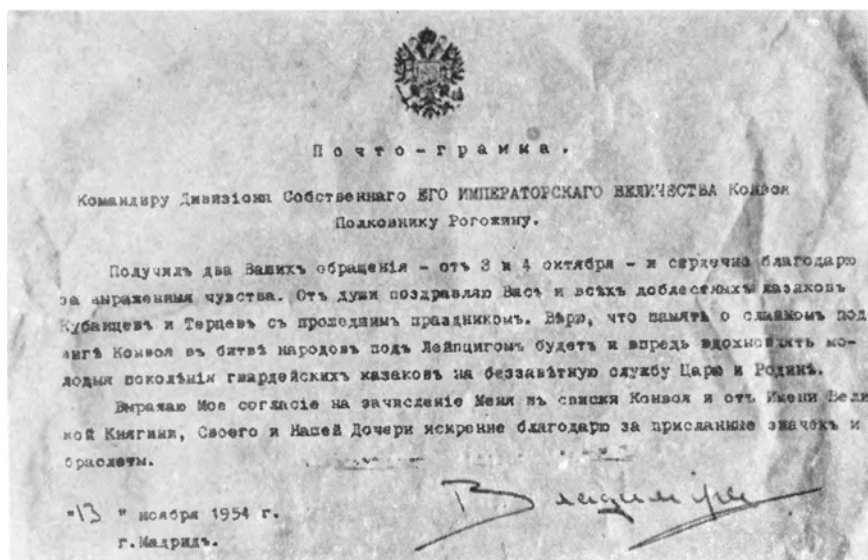 Почто-грамма.
Командиру Дивизіона Собственнаго ЕГО ИМПЕРАТОРСКАГО ВЕЛИЧЕСТВА Конвоя
Полковнику Рогожину.
Получилъ два Вашихъ обращенія - отъ 3 и 4 октября - и сердечно благодарю
за выраженныя чувства. Отъ души поздравляю Васъ и всѣхъ доблестныхъ казаковъ
Кубанцевъ и Терцевъ съ прошедшимъ праздникомъ. Вѣрю, что память о славномъ под
вигѣ Конвоя въ битвѣ народовъ подъ Лейпцигомъ будетъ и впредь вдохновлять мо-
лодыя поколѣнія гвардейскихъ казаковъ на беззавѣтную службу Царю и Родинѣ.
Выражаю Мое согласіе на зачисленіе Меня въ списки Конвоя и отъ Имени Вели
кой Княгини, Своего и Нашей Дочери искренне благодарю за присланные значекъ и
браслеты.
Владиміръ
"13" ноября 1954 г.
г.Мадридъ.